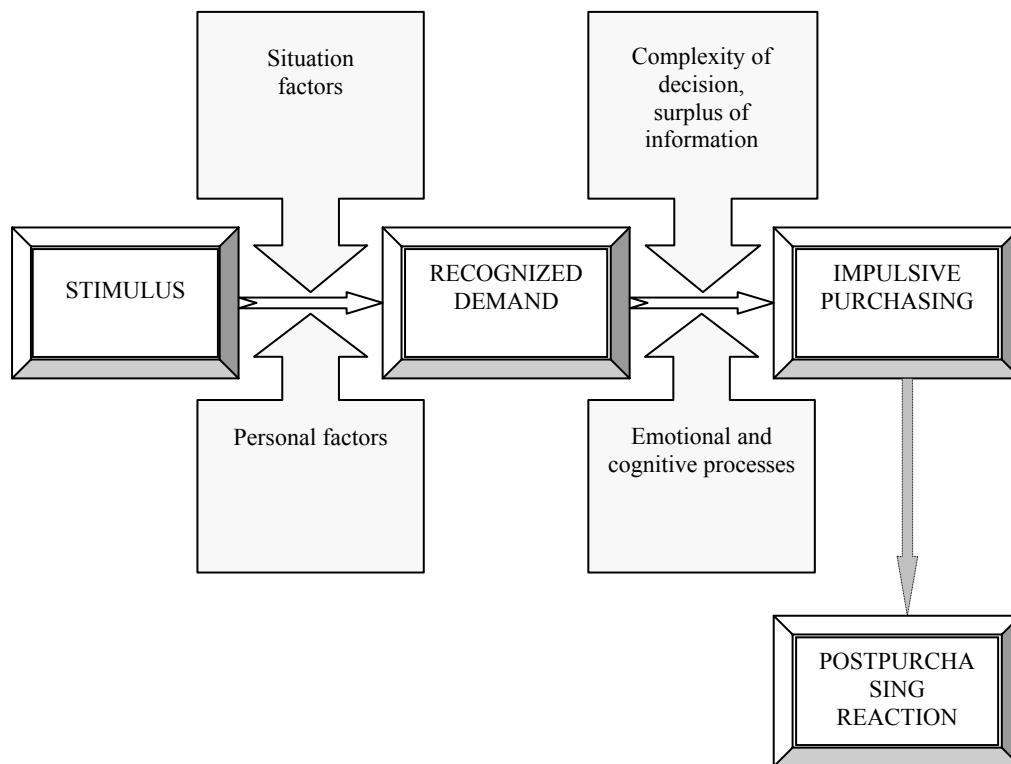 Situation
factors
Complexity of
decision,
surplus of
information
STIMULUS
RECOGNIZED
DEMAND
IMPULSIVE
PURCHASING
Personal factors
Emotional and
cognitive processes
POSTPURCHA
SING
REACTION